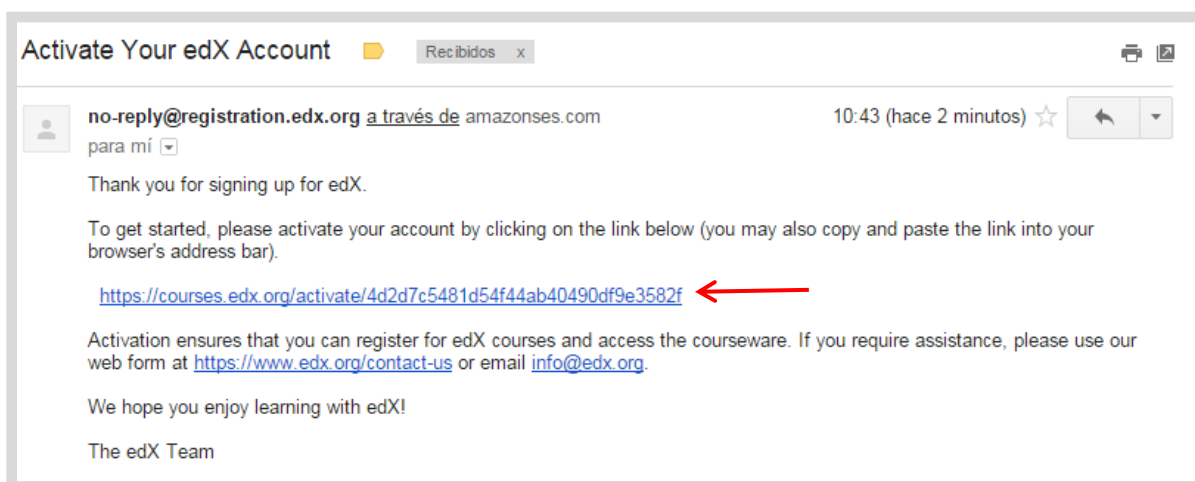 Activate Your edX Account Recibidos x
no-reply@registration.edx.org a través de amazonses.com 10:43 (hace 2 minutos)
para mí
Thank you for signing up for edX.
To get started, please activate your account by clicking on the link below (you may also copy and paste the link into your
browser's address bar).
https://courses.edx.org/activate/4d2d7c5481d54f44ab40490df9e3582f
Activation ensures that you can register for edX courses and access the courseware. If you require assistance, please use our
web form at https://www.edx.org/contact-us or email info@edx.org.
We hope you enjoy learning with edX!
The edX Team